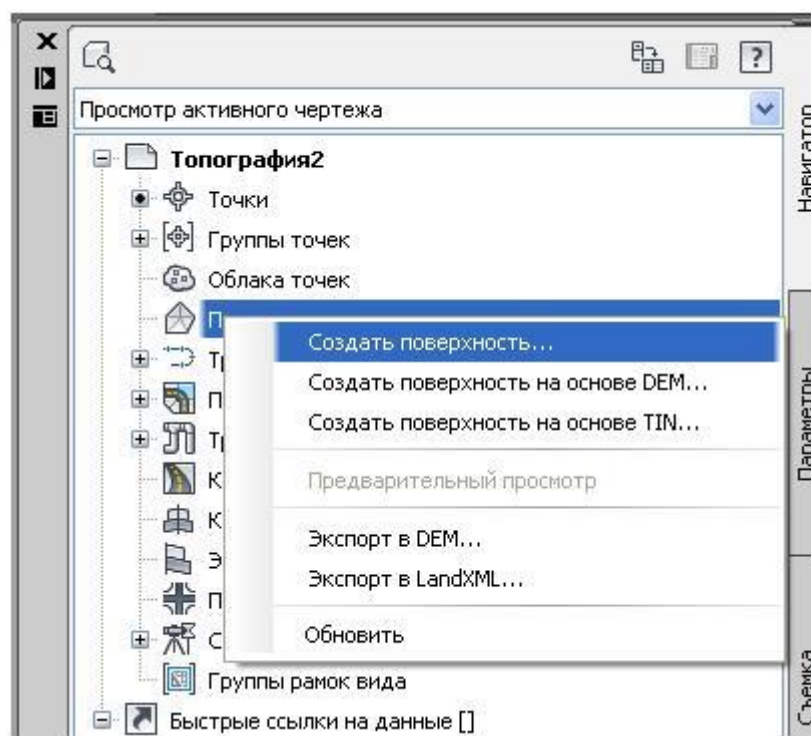 ?
Просмотр активного чертежа
Топография2
Точки
Группы точек
Облака точек
П
Создать поверхность...
Создать поверхность на основе DEM...
Создать поверхность на основе TIN...
Предварительный просмотр
Экспорт в DEM...
Экспорт в LandXML...
Обновить
Т
П
Т
К
К
Э
П
С
Группы рамок вида
Быстрые ссылки на данные []
Навигатор
Параметры
Съемка